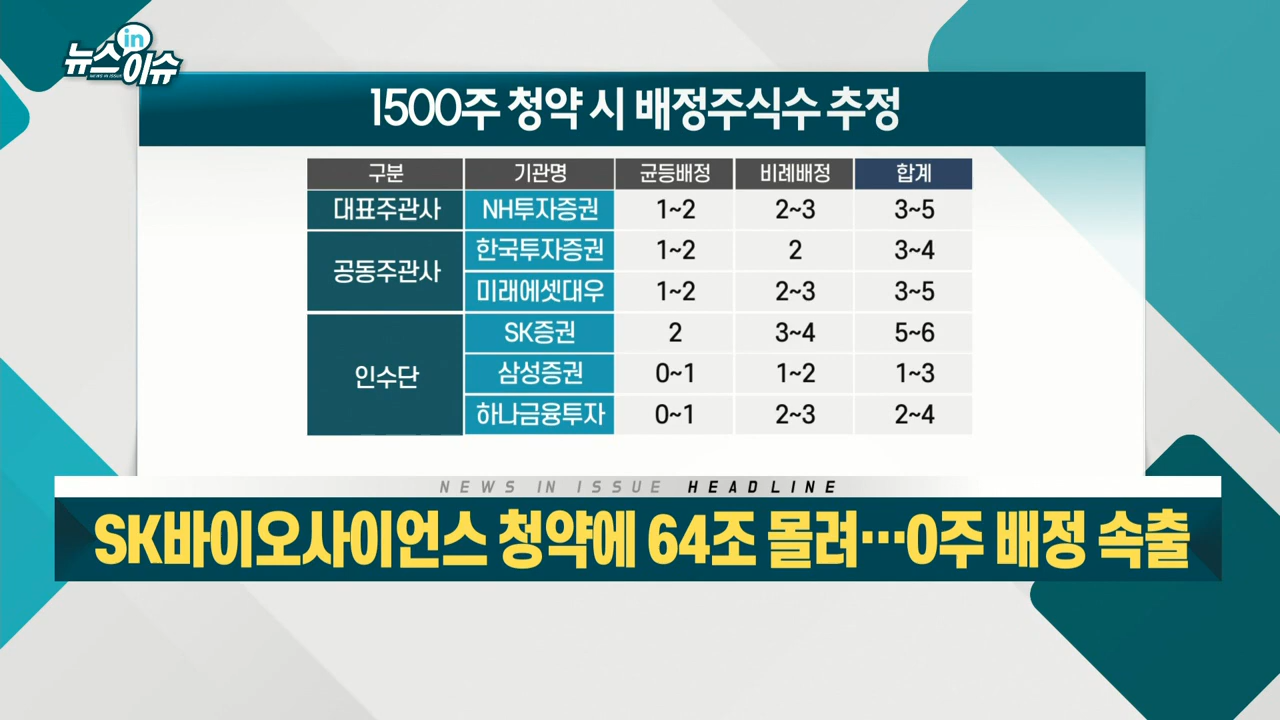 뉴스in이슈
NEWS IN ISSUE
1500주 청약 시 배정주식수 추정
구분 기관명 균등배정 비례배정 합계
대표주관사 NH투자증권 1~2 2~3 3~5
공동주관사 한국투자증권 1~2 2 3~4
미래에셋대우 1~2 2~3 3~5
인수단 SK증권 2 3~4 5~6
삼성증권 0~1 1~2 1~3
하나금융투자 0~1 2~3 2~4
NEWS IN ISSUE HEADLINE
SK바이오사이언스 청약에 64조 몰려…0주 배정 속출